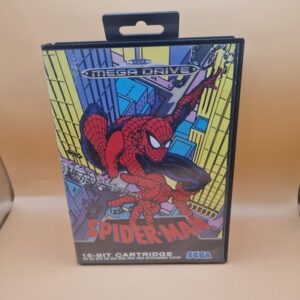 MEGA DRIVE
SPIDER-MAN
16-BIT CARTRIDGE
SEGA